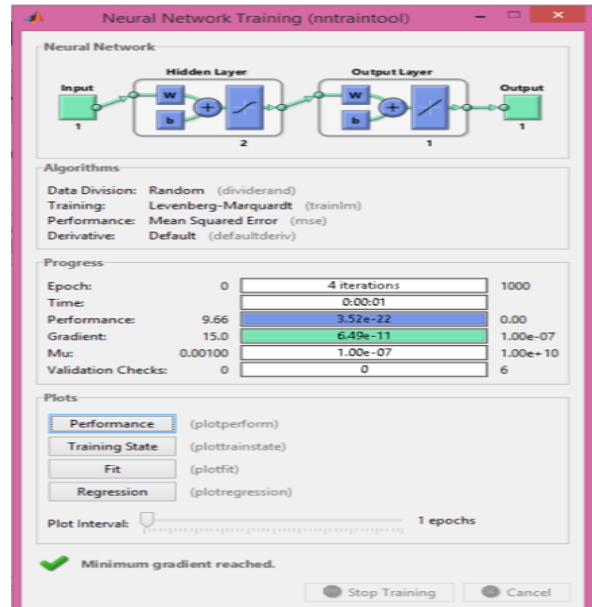 Neural Network Training (nntraintool)
Neural Network
Hidden Layer Output Layer
Input W W Output
b b
1 2 1 1
Algorithms
Data Division: Random (dividerand)
Training: Levenberg-Marquardt (trainlm)
Performance: Mean Squared Error (mse)
Derivative: Default (defaultderiv)
Progress
Epoch: 0 4 iterations 1000
Time: 0:00:01
Performance: 9.66 3.52e-22 0.00
Gradient: 15.0 6.49e-11 1.00e-07
Mu: 0.00100 1.00e-07 1.00e+10
Validation Checks: 0 0 6
Plots
Performance (plotperform)
Training State (plottrainstate)
Fit (plotfit)
Regression (plotregression)
Plot Interval: 1 epochs
Minimum gradient reached.
Stop Training Cancel